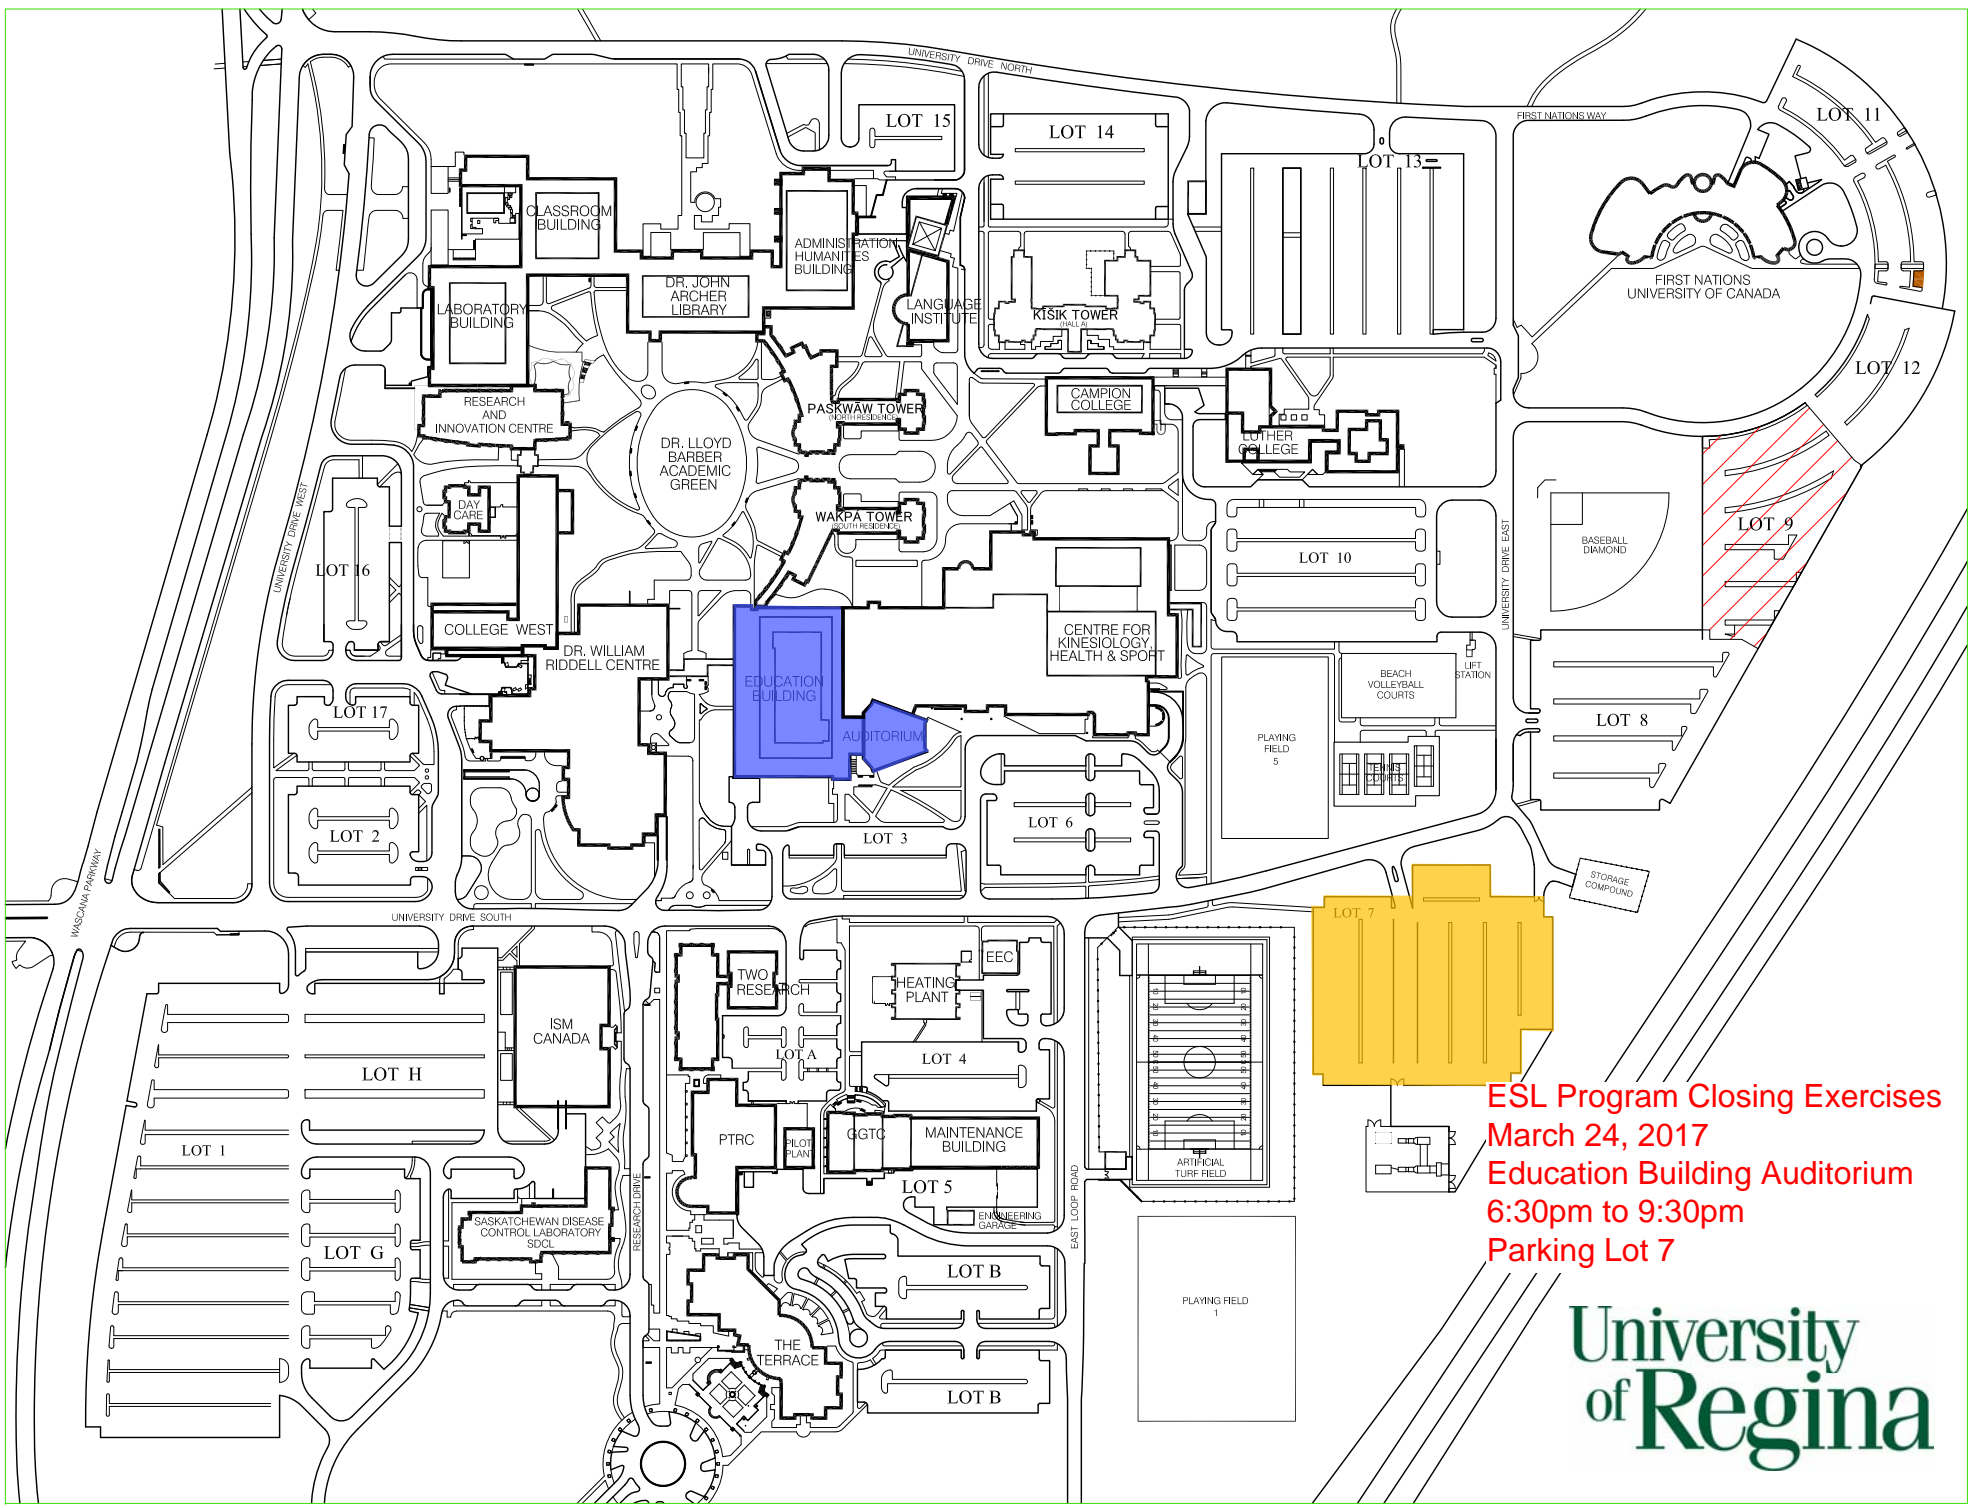 UNIVERSITY DRIVE NORTH
FIRST NATIONS WAY
LOT 11
LOT 15
LOT 14
LOT 13
CLASSROOM
BUILDING
ADMINISTRATION
HUMANITIES
BUILDING
DR. JOHN
ARCHER
LIBRARY
LABORATORY
BUILDING
LANGUAGE
INSTITUTE
KĪŠIK TOWER
(HALL A)
FIRST NATIONS
UNIVERSITY OF CANADA
LOT 12
RESEARCH
AND
INNOVATION CENTRE
PASKWĀW TOWER
(NORTH RESIDENCE)
CAMPION
COLLEGE
LUTHER
COLLEGE
DR. LLOYD
BARBER
ACADEMIC
GREEN
DAY
CARE
WAKPÁ TOWER
(SOUTH RESIDENCE)
UNIVERSITY DRIVE WEST
LOT 16
LOT 10
UNIVERSITY DRIVE EAST
BASEBALL
DIAMOND
LOT 9
COLLEGE WEST
DR. WILLIAM
RIDDELL CENTRE
EDUCATION
BUILDING
AUDITORIUM
CENTRE FOR
KINESIOLOGY,
HEALTH & SPORT
BEACH
VOLLEYBALL
COURTS
LIFT
STATION
LOT 17
PLAYING
FIELD
5
TENNIS
COURTS
LOT 8
LOT 2
LOT 3
LOT 6
WASCANA PARKWAY
UNIVERSITY DRIVE SOUTH
STORAGE
COMPOUND
LOT 7
TWO
RESEARCH
HEATING
PLANT
EEC
ISM
CANADA
LOT A
LOT 4
LOT H
LOT 1
PTRC
PILOT
PLANT
GGTC
MAINTENANCE
BUILDING
ARTIFICIAL
TURF FIELD
LOT 5
ENGINEERING
GARAGE
EAST LOOP ROAD
RESEARCH DRIVE
SASKATCHEWAN DISEASE
CONTROL LABORATORY
SDCL
LOT G
LOT B
PLAYING FIELD
1
THE
TERRACE
LOT B
ESL Program Closing Exercises
March 24, 2017
Education Building Auditorium
6:30pm to 9:30pm
Parking Lot 7
University
of Regina